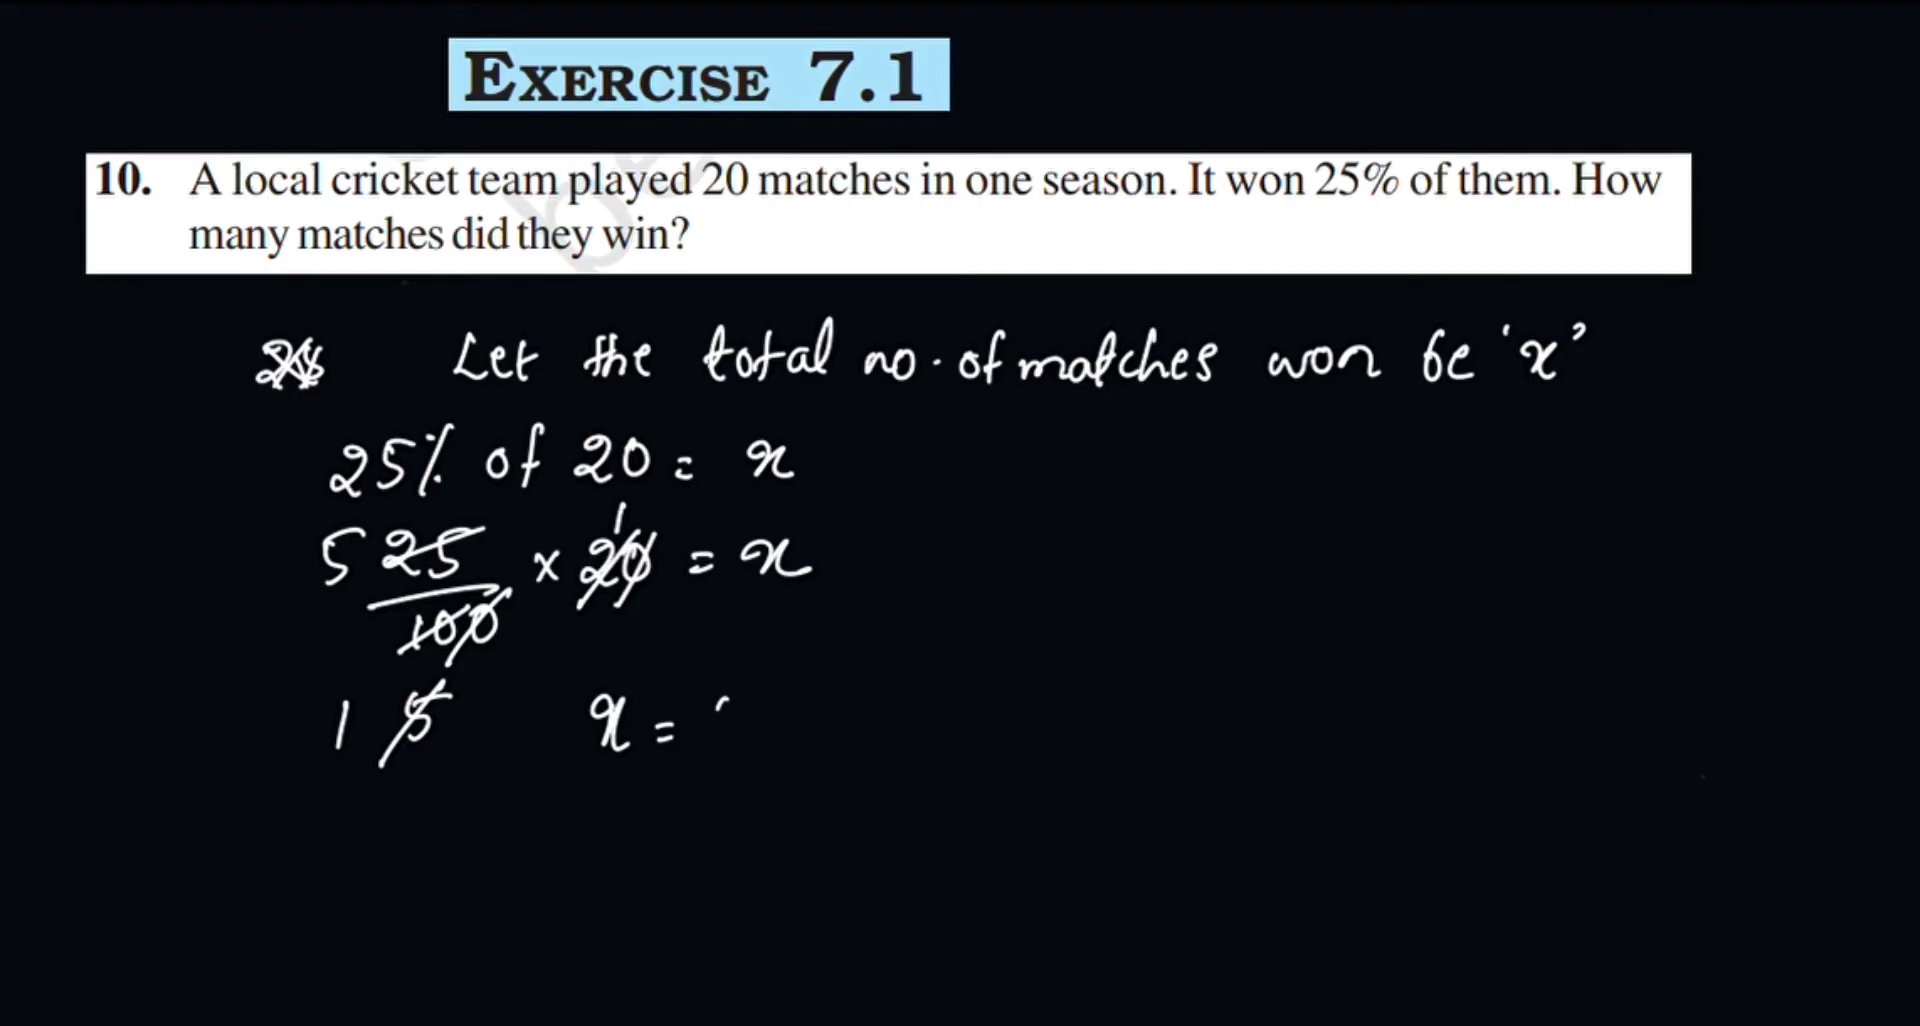 EXERCISE 7.1
10. A local cricket team played 20 matches in one season. It won 25% of them. How
many matches did they win?
Let the total no. of matches won be 'x'
25% of 20 = x
1
5 25 × 20 = x
100
1 5 x =